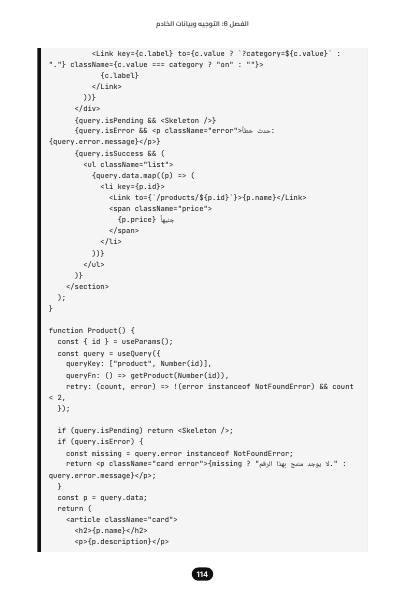 الفصل 6: التوجيه وبيانات الخادم
<Link key={c.label} to={c.value ? `?category=${c.value}` :
"."} className={c.value === category ? "on" : ""}>
{c.label}
</Link>
))}
</div>
{query.isPending && <Skeleton />}
{query.isError && <p className="error">حدث خطأ:
{query.error.message}</p>}
{query.isSuccess && (
<ul className="list">
{query.data.map((p) => (
<li key={p.id}>
<Link to={`/products/${p.id}`}>{p.name}</Link>
<span className="price">
{p.price} جنيهاً
</span>
</li>
))}
</ul>
)}
</section>
);
}
function Product() {
const { id } = useParams();
const query = useQuery({
queryKey: ["product", Number(id)],
queryFn: () => getProduct(Number(id)),
retry: (count, error) => !(error instanceof NotFoundError) && count
< 2,
});
if (query.isPending) return <Skeleton />;
if (query.isError) {
const missing = query.error instanceof NotFoundError;
return <p className="card error">{missing ? "لا يوجد منتج بهذا الرقم." :
query.error.message}</p>;
}
const p = query.data;
return (
<article className="card">
<h2>{p.name}</h2>
<p>{p.description}</p>
114